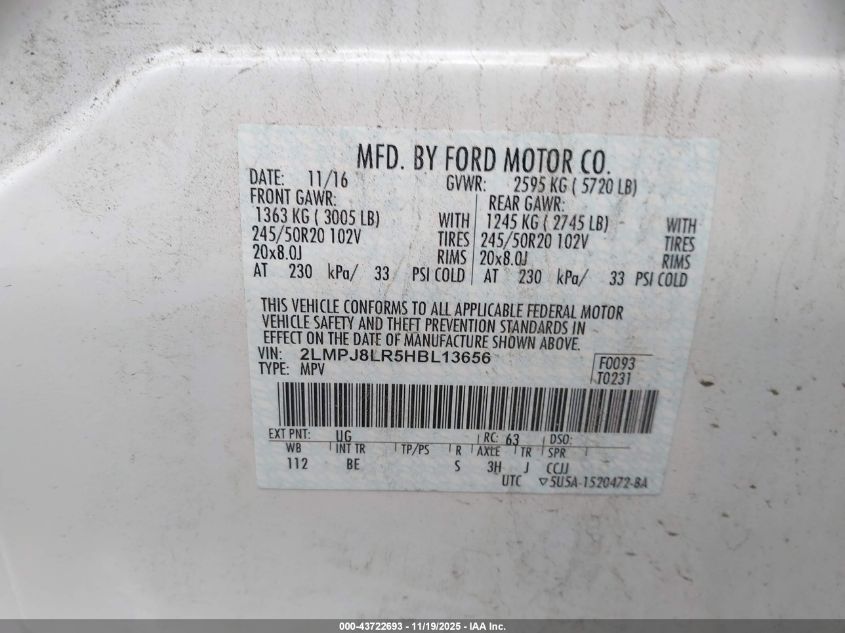 MFD. BY FORD MOTOR CO.
DATE: 11/16 GVWR: 2595 KG ( 5720 LB)
FRONT GAWR: REAR GAWR:
1363 KG ( 3005 LB) WITH 1245 KG ( 2745 LB) WITH
245/50R20 102V TIRES 245/50R20 102V TIRES
20x8.0J RIMS 20x8.0J RIMS
AT 230 kPa/ 33 PSI COLD AT 230 kPa/ 33 PSI COLD
THIS VEHICLE CONFORMS TO ALL APPLICABLE FEDERAL MOTOR
VEHICLE SAFETY AND THEFT PREVENTION STANDARDS IN
EFFECT ON THE DATE OF MANUFACTURE SHOWN ABOVE.
VIN: 2LMPJ8LR5HBL13656
TYPE: MPV
F0093
T0231
EXT PNT: UG RC: 63 DSO:
WB INT TR TP/PS R AXLE TR SPR
112 BE S 3H J CCJJ
UTC ▽5U5A-1520472-BA
000-43722693 - 11/19/2025 - IAA Inc.